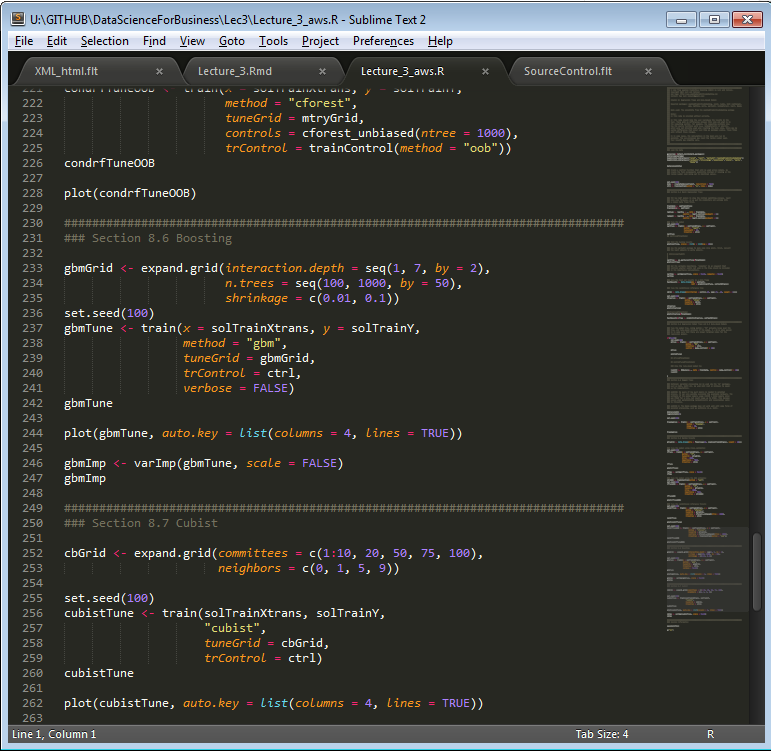 U:\GITHUB\DataScienceForBusiness\Lec3\Lecture_3_aws.R - Sublime Text 2
File Edit Selection Find View Goto Tools Project Preferences Help
XML_html.flt × Lecture_3.Rmd × Lecture_3_aws.R × SourceControl.flt ×
221 condrfTuneOOB <- train(x = solTrainXtrans, y = solTrainY,
222 method = "cforest",
223 tuneGrid = mtryGrid,
224 controls = cforest_unbiased(ntree = 1000),
225 trControl = trainControl(method = "oob"))
226 condrfTuneOOB
227
228 plot(condrfTuneOOB)
229
230 ################################################################################
231 ### Section 8.6 Boosting
232
233 gbmGrid <- expand.grid(interaction.depth = seq(1, 7, by = 2),
234 n.trees = seq(100, 1000, by = 50),
235 shrinkage = c(0.01, 0.1))
236 set.seed(100)
237 gbmTune <- train(x = solTrainXtrans, y = solTrainY,
238 method = "gbm",
239 tuneGrid = gbmGrid,
240 trControl = ctrl,
241 verbose = FALSE)
242 gbmTune
243
244 plot(gbmTune, auto.key = list(columns = 4, lines = TRUE))
245
246 gbmImp <- varImp(gbmTune, scale = FALSE)
247 gbmImp
248
249 ################################################################################
250 ### Section 8.7 Cubist
251
252 cbGrid <- expand.grid(committees = c(1:10, 20, 50, 75, 100),
253 neighbors = c(0, 1, 5, 9))
254
255 set.seed(100)
256 cubistTune <- train(solTrainXtrans, solTrainY,
257 "cubist",
258 tuneGrid = cbGrid,
259 trControl = ctrl)
260 cubistTune
261
262 plot(cubistTune, auto.key = list(columns = 4, lines = TRUE))
263
Line 1, Column 1 Tab Size: 4 R